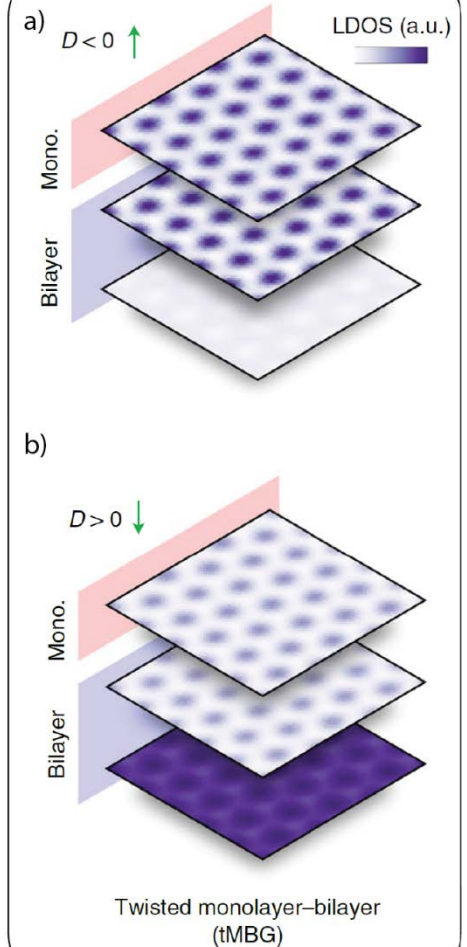 a)
D < 0 ↑
LDOS (a.u.)
Mono.
Bilayer
b)
D > 0 ↓
Mono.
Bilayer
Twisted monolayer–bilayer
(tMBG)